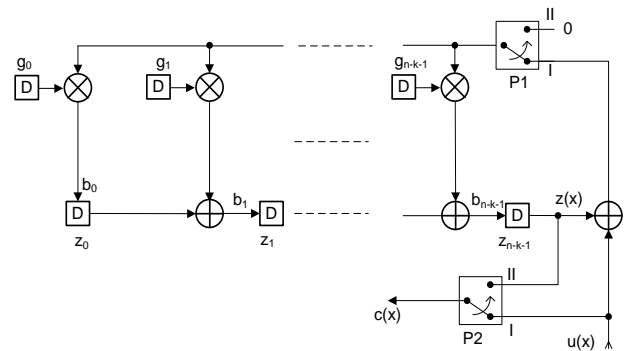 II
0
g₀
g₁
gₙ₋ₖ₋₁
I
D
D
D
P1
b₀
b₁
bₙ₋ₖ₋₁
z(x)
D
D
D
z₀
z₁
zₙ₋ₖ₋₁
II
c(x)
I
P2
u(x)